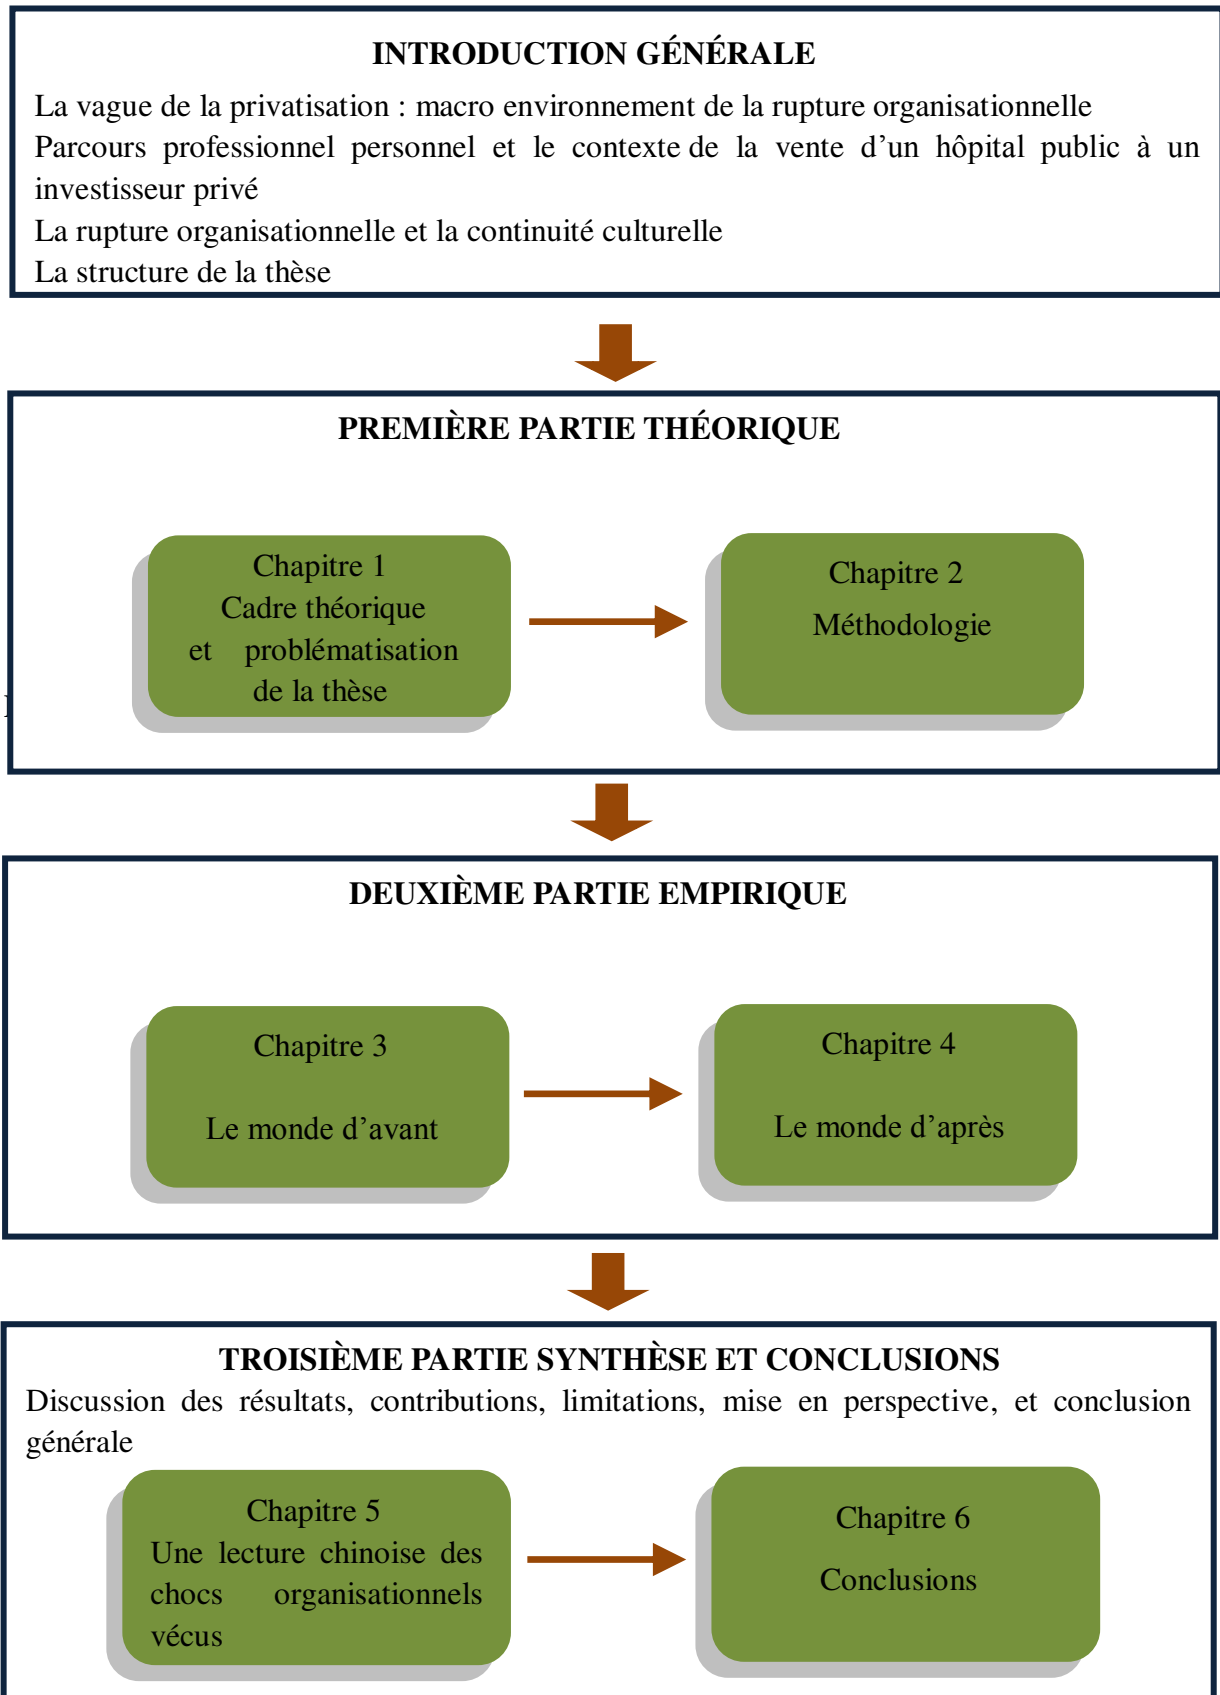 INTRODUCTION GÉNÉRALE
La vague de la privatisation : macro environnement de la rupture organisationnelle
Parcours professionnel personnel et le contexte de la vente d’un hôpital public à un
investisseur privé
La rupture organisationnelle et la continuité culturelle
La structure de la thèse
PREMIÈRE PARTIE THÉORIQUE
Chapitre 1
Cadre théorique
et problématisation
de la thèse
Chapitre 2
Méthodologie
DEUXIÈME PARTIE EMPIRIQUE
Chapitre 3
Le monde d’avant
Chapitre 4
Le monde d’après
TROISIÈME PARTIE SYNTHÈSE ET CONCLUSIONS
Discussion des résultats, contributions, limitations, mise en perspective, et conclusion
générale
Chapitre 5
Une lecture chinoise des
chocs organisationnels
vécus
Chapitre 6
Conclusions